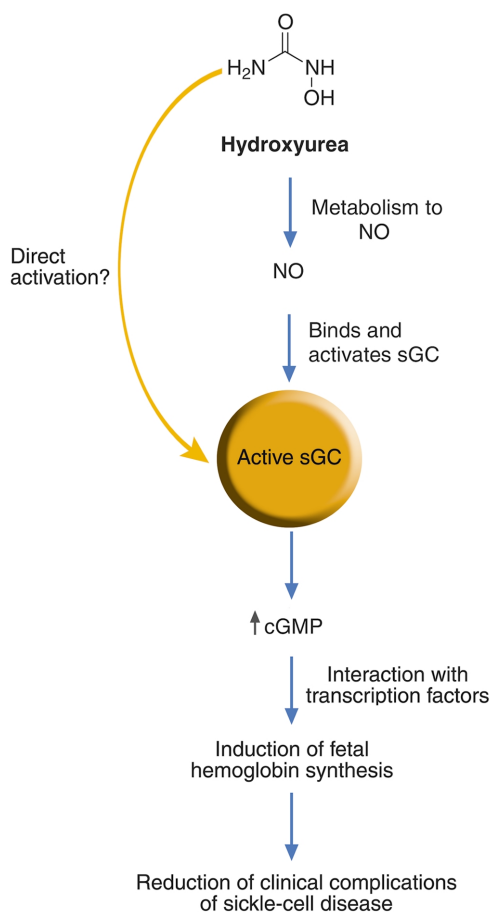 O
H₂N
NH
OH
Hydroxyurea
Metabolism to
NO
NO
Direct
activation?
Binds and
activates sGC
Active sGC
cGMP
Interaction with
transcription factors
Induction of fetal
hemoglobin synthesis
Reduction of clinical complications
of sickle-cell disease